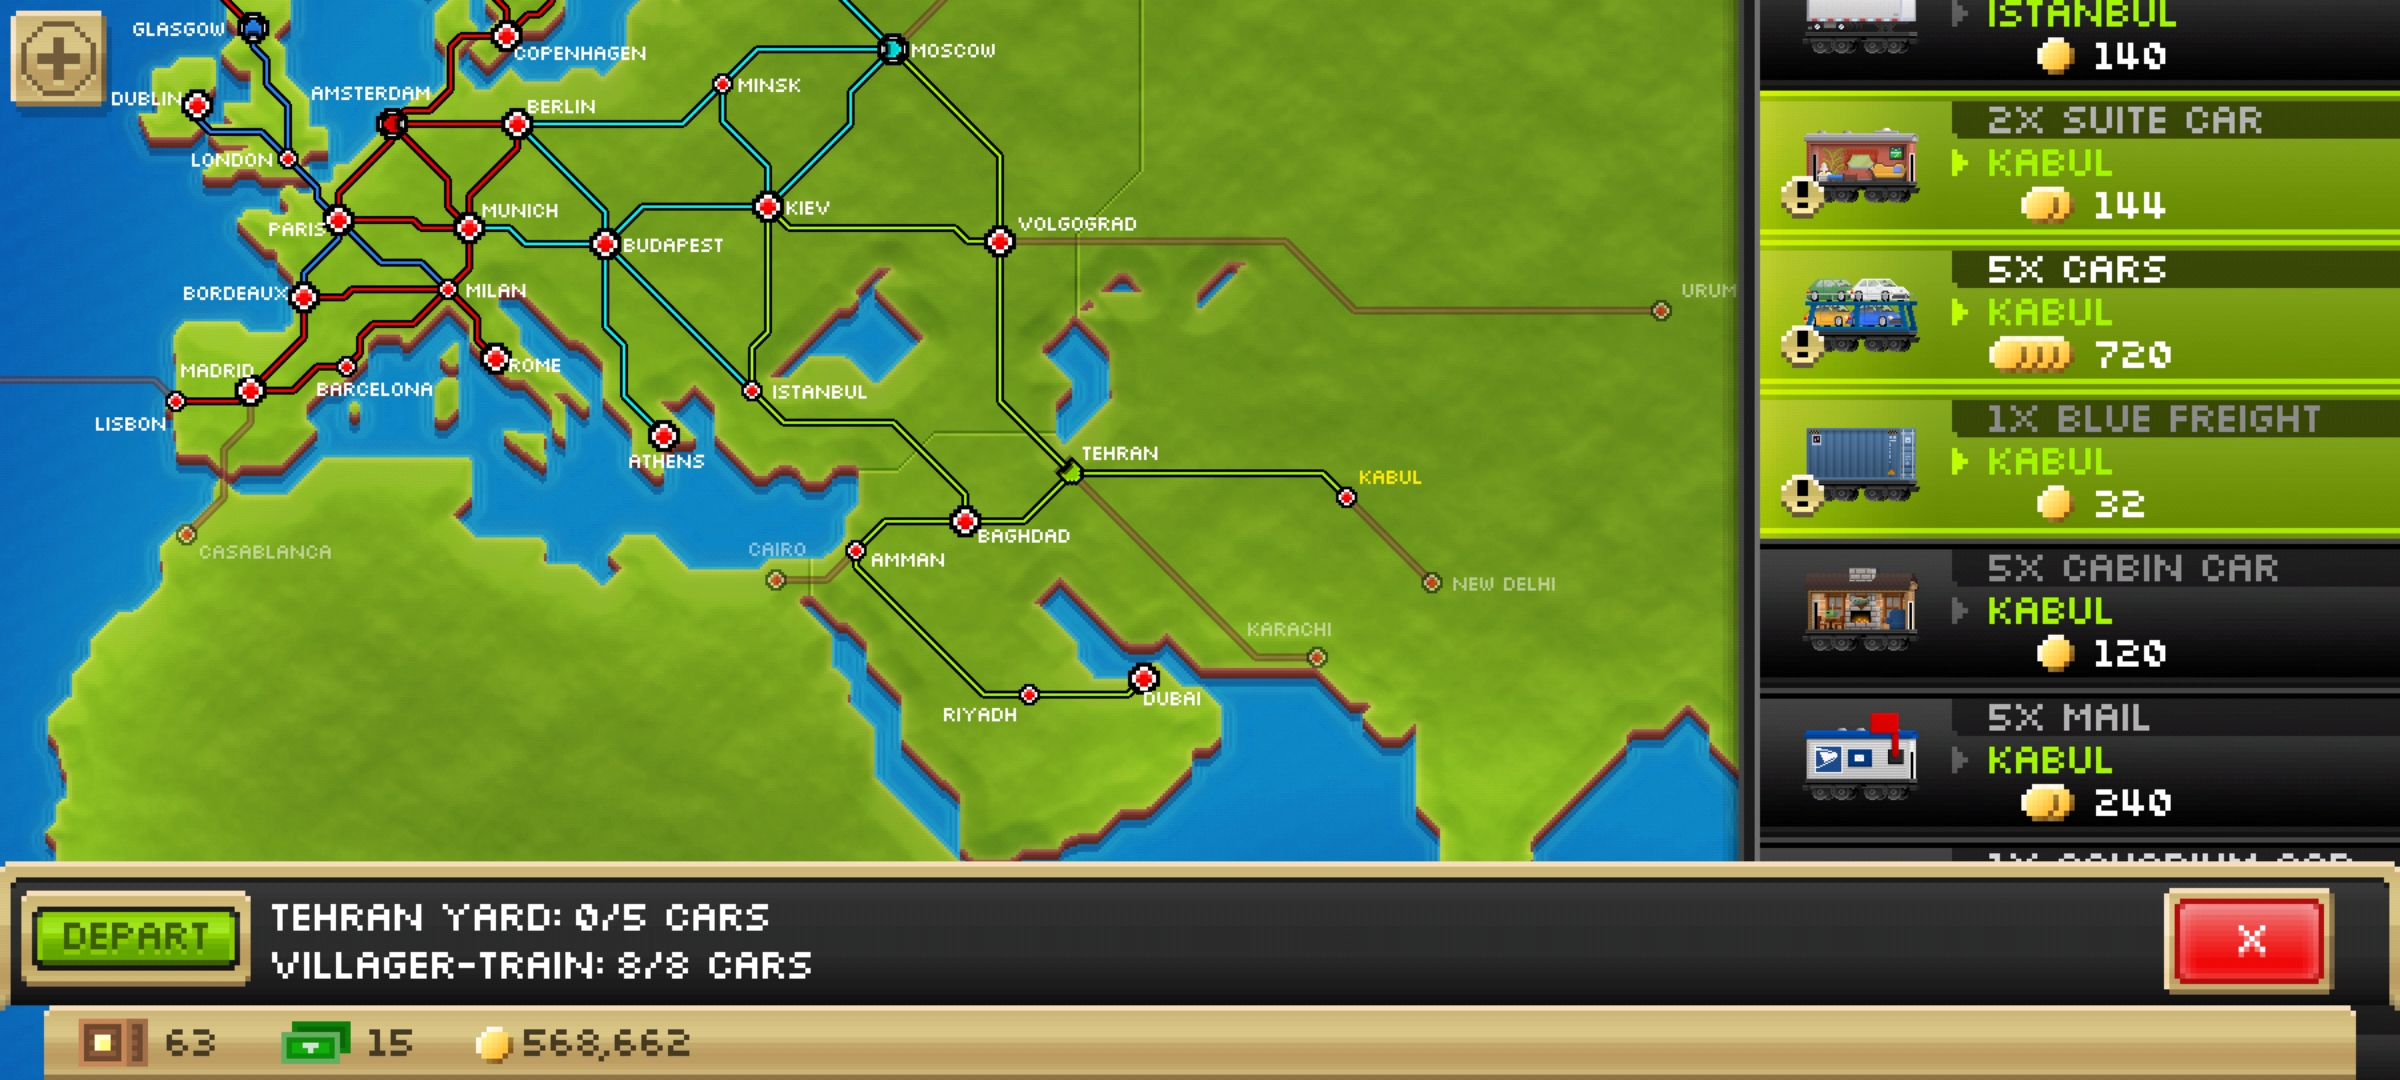 GLASGOW
COPENHAGEN
MOSCOW
MINSK
DUBLIN
AMSTERDAM
BERLIN
LONDON
PARIS
MUNICH
KIEV
BUDAPEST
VOLGOGRAD
BORDEAUX
MILAN
URUM
MADRID
BARCELONA
ROME
ISTANBUL
LISBON
ATHENS
TEHRAN
KABUL
CASABLANCA
CAIRO
AMMAN
BAGHDAD
NEW DELHI
KARACHI
RIYADH
DUBAI
ISTANBUL
140
2X SUITE CAR
KABUL
144
5X CARS
KABUL
720
1X BLUE FREIGHT
KABUL
32
5X CABIN CAR
KABUL
120
5X MAIL
KABUL
240
DEPART
TEHRAN YARD: 0/5 CARS
VILLAGER-TRAIN: 8/8 CARS
X
63
15
568,662